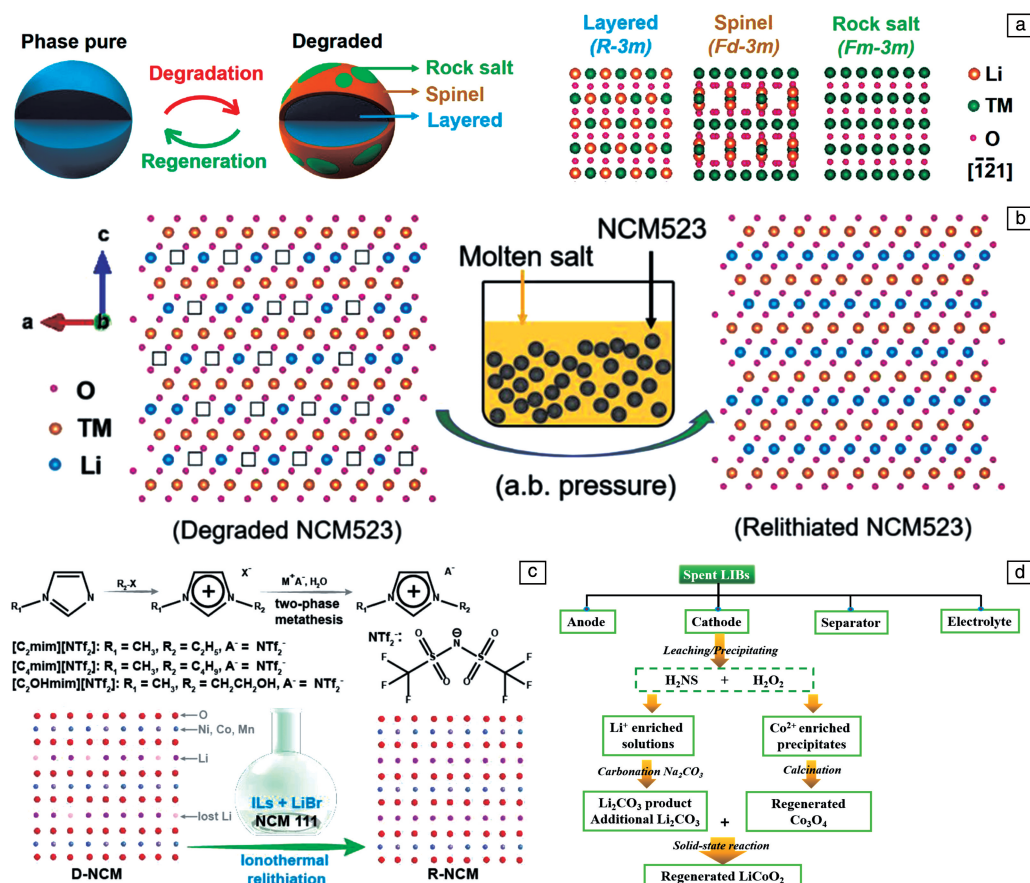 a
Phase pure
Degraded
Degradation
Regeneration
Rock salt
Spinel
Layered
Layered
(R-3m)
Spinel
(Fd-3m)
Rock salt
(Fm-3m)
Li
TM
O
[1̅2̅1]
b
c
a
b
O
TM
Li
(Degraded NCM523)
Molten salt
NCM523
(a.b. pressure)
(Relithiated NCM523)
c
R₁
N
N
R₂-X
X⁻
R₁
N
N
R₂
M⁺A⁻, H₂O
two-phase
metathesis
A⁻
R₁
N
N
R₂
[C₂mim][NTf₂]: R₁ = CH₃, R₂ = C₂H₅, A⁻ = NTf₂⁻
[C₄mim][NTf₂]: R₁ = CH₃, R₂ = C₄H₉, A⁻ = NTf₂⁻
[C₂OHmim][NTf₂]: R₁ = CH₃, R₂ = CH₂CH₂OH, A⁻ = NTf₂⁻
NTf₂⁻:
O
O
S
N
⊖
S
O
O
F
F
F
F
F
F
O
Ni, Co, Mn
Li
lost Li
D-NCM
ILs + LiBr
NCM 111
Ionothermal
relithiation
R-NCM
d
Spent LIBs
Anode
Cathode
Separator
Electrolyte
Leaching/Precipitating
H₂NS + H₂O₂
Li⁺ enriched
solutions
Co²⁺ enriched
precipitates
Carbonation Na₂CO₃
Calcination
Li₂CO₃ product
Additional Li₂CO₃
+
Regenerated
Co₃O₄
Solid-state reaction
Regenerated LiCoO₂